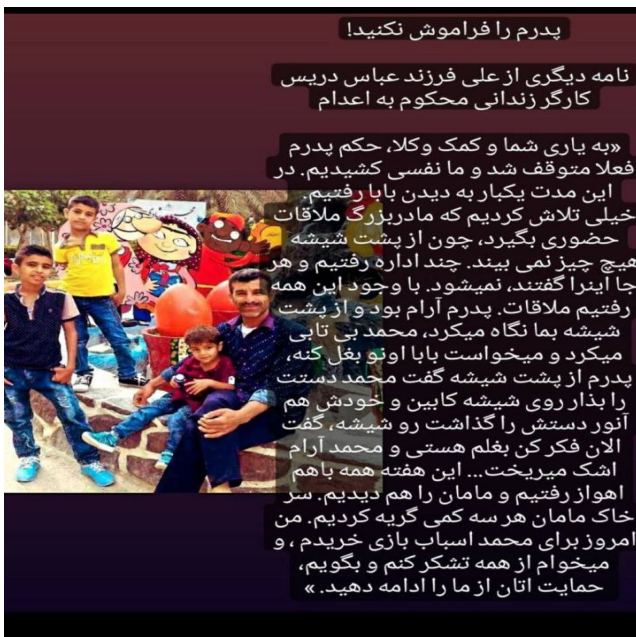 پدرم را فراموش نکنید!
نامه دیگری از علی فرزند عباس دریس
کارگر زندانی محکوم به اعدام
«به یاری شما و کمک وکلا، حکم پدرم
فعلا متوقف شد و ما نفسی کشیدیم. در
این مدت یکبار به دیدن بابا رفتیم.
خیلی تلاش کردیم که مادربزرگ ملاقات
حضوری بگیرد، چون از پشت شیشه
هیچ چیز نمی بیند. چند اداره رفتیم و هر
جا اینرا گفتند، نمیشود. با وجود این همه
رفتیم ملاقات. پدرم آرام بود و از پشت
شیشه بما نگاه میکرد، محمد بی تابی
میکرد و میخواست بابا اونو بغل کنه،
پدرم از پشت شیشه گفت محمد دستت
را بذار روی شیشه کابین و خودش هم
آنور دستش را گذاشت رو شیشه، گفت
الان فکر کن بغلم هستی و محمد آرام
اشک میریخت... این هفته همه باهم
اهواز رفتیم و مامان را هم دیدیم. سر
خاک مامان هر سه کمی گریه کردیم. من
امروز برای محمد اسباب بازی خریدم ، و
میخوام از همه تشکر کنم و بگویم،
حمایت اتان از ما را ادامه دهید. »